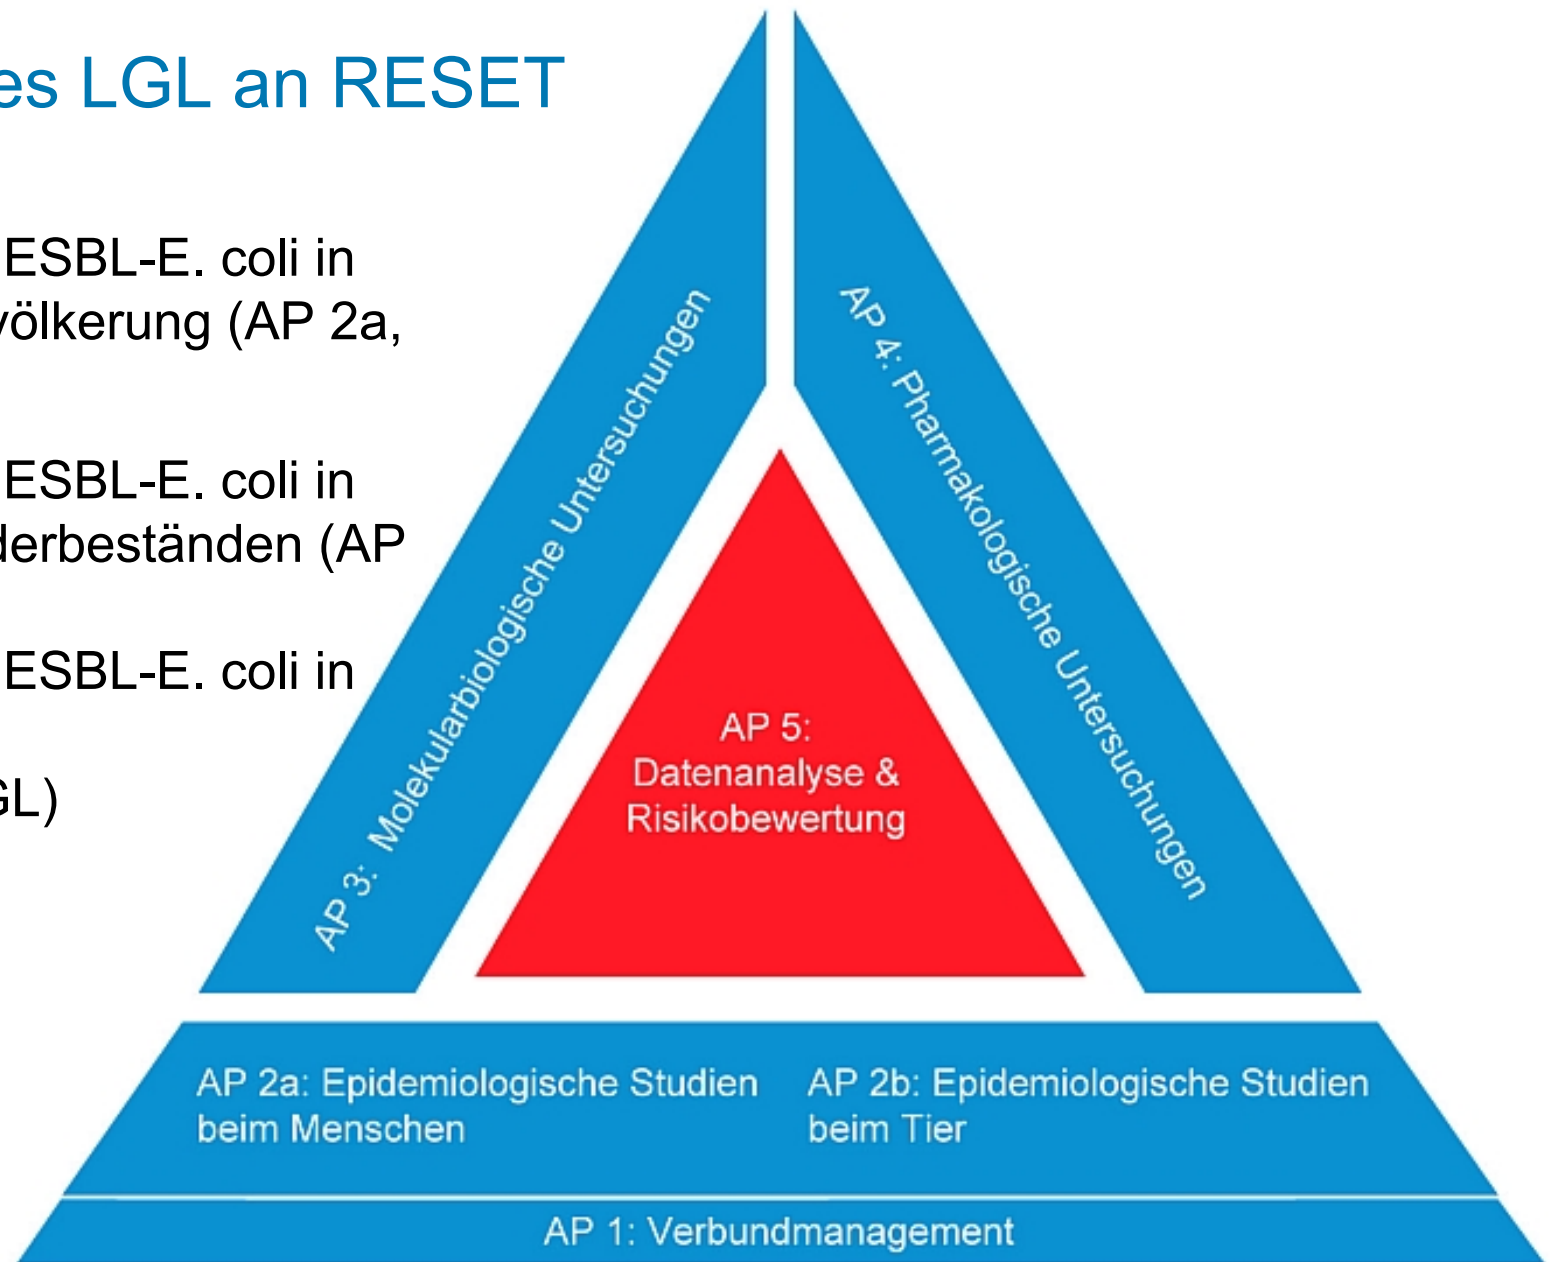 es LGL an RESET
ESBL-E. coli in
völkerung (AP 2a,
ESBL-E. coli in
derbeständen (AP
ESBL-E. coli in
GL)
AP 3: Molekularbiologische Untersuchungen
AP 4: Pharmakologische Untersuchungen
AP 5:
Datenanalyse &
Risikobewertung
AP 2a: Epidemiologische Studien
beim Menschen
AP 2b: Epidemiologische Studien
beim Tier
AP 1: Verbundmanagement